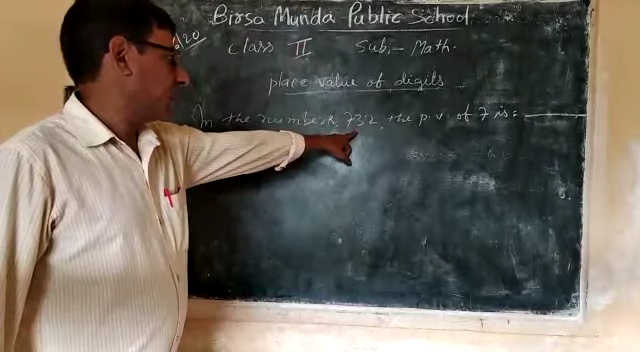 Birsa Munda Public School
Class II Sub:- Math.
place value of digits
In the number 732, the p.v. of 7 is: